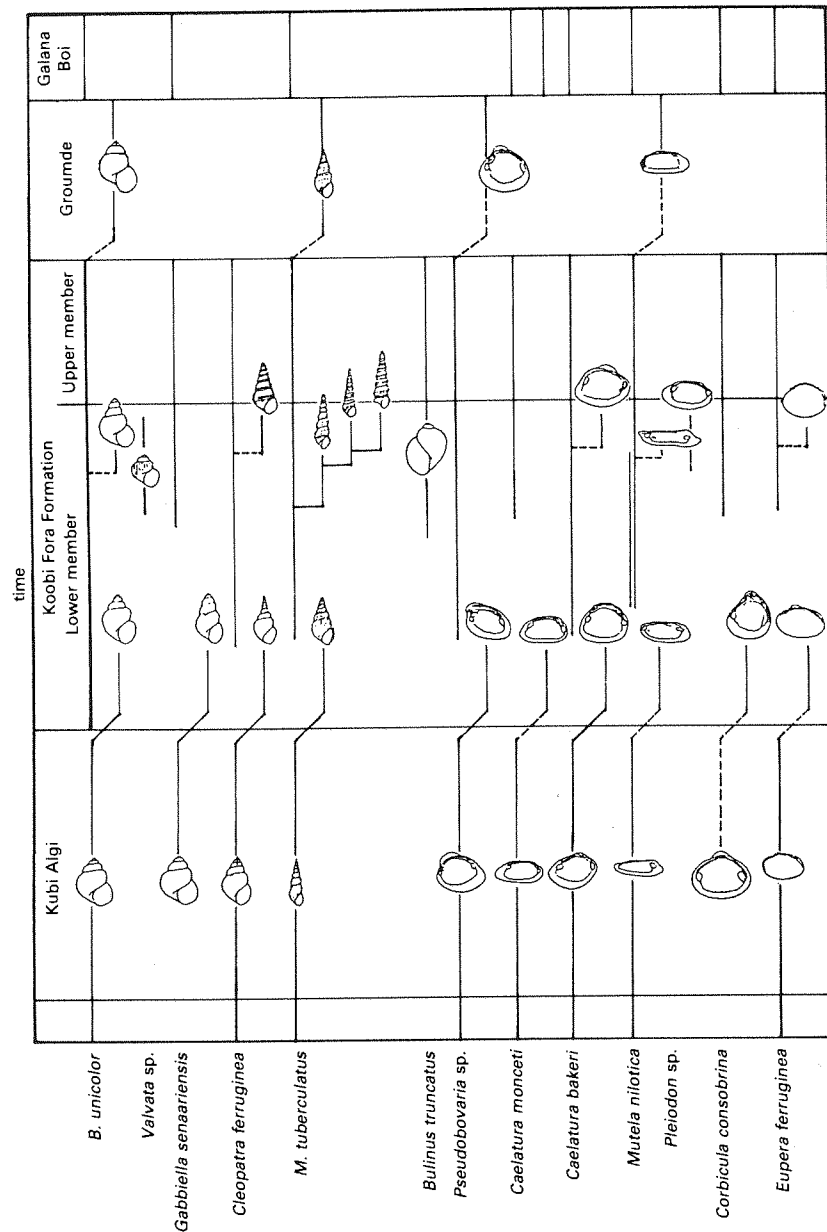 time
Kubi Algi
Koobi Fora Formation
Lower member
Upper member
Groumde
Galana
Boi
B. unicolor
Valvata sp.
Gabbiella senaariensis
Cleopatra ferruginea
M. tuberculatus
Bulinus truncatus
Pseudobovaria sp.
Caelatura monceti
Caelatura bakeri
Mutela nilotica
Pleiodon sp.
Corbicula consobrina
Eupera ferruginea